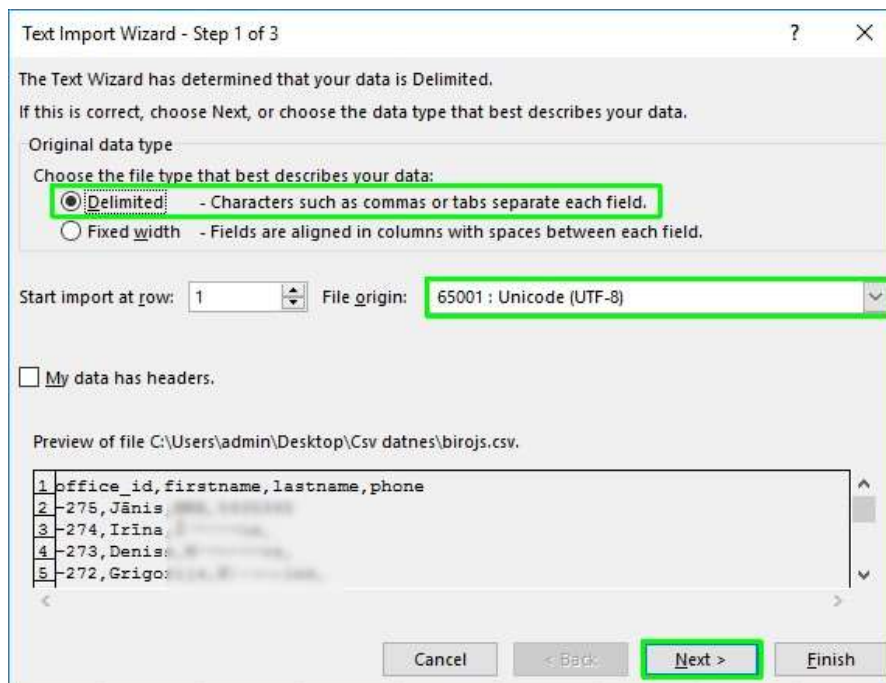 Text Import Wizard - Step 1 of 3 ?
The Text Wizard has determined that your data is Delimited.
If this is correct, choose Next, or choose the data type that best describes your data.
Original data type
Choose the file type that best describes your data:
Delimited - Characters such as commas or tabs separate each field.
Fixed width - Fields are aligned in columns with spaces between each field.
Start import at row: 1 File origin: 65001 : Unicode (UTF-8)
My data has headers.
Preview of file C:\Users\admin\Desktop\Csv datnes\birojs.csv.
1 office_id,firstname,lastname,phone
2 -275,Jānis
3 -274,Irīna,
4 -273,Deniss
5 -272,
Cancel < Back Next > Finish